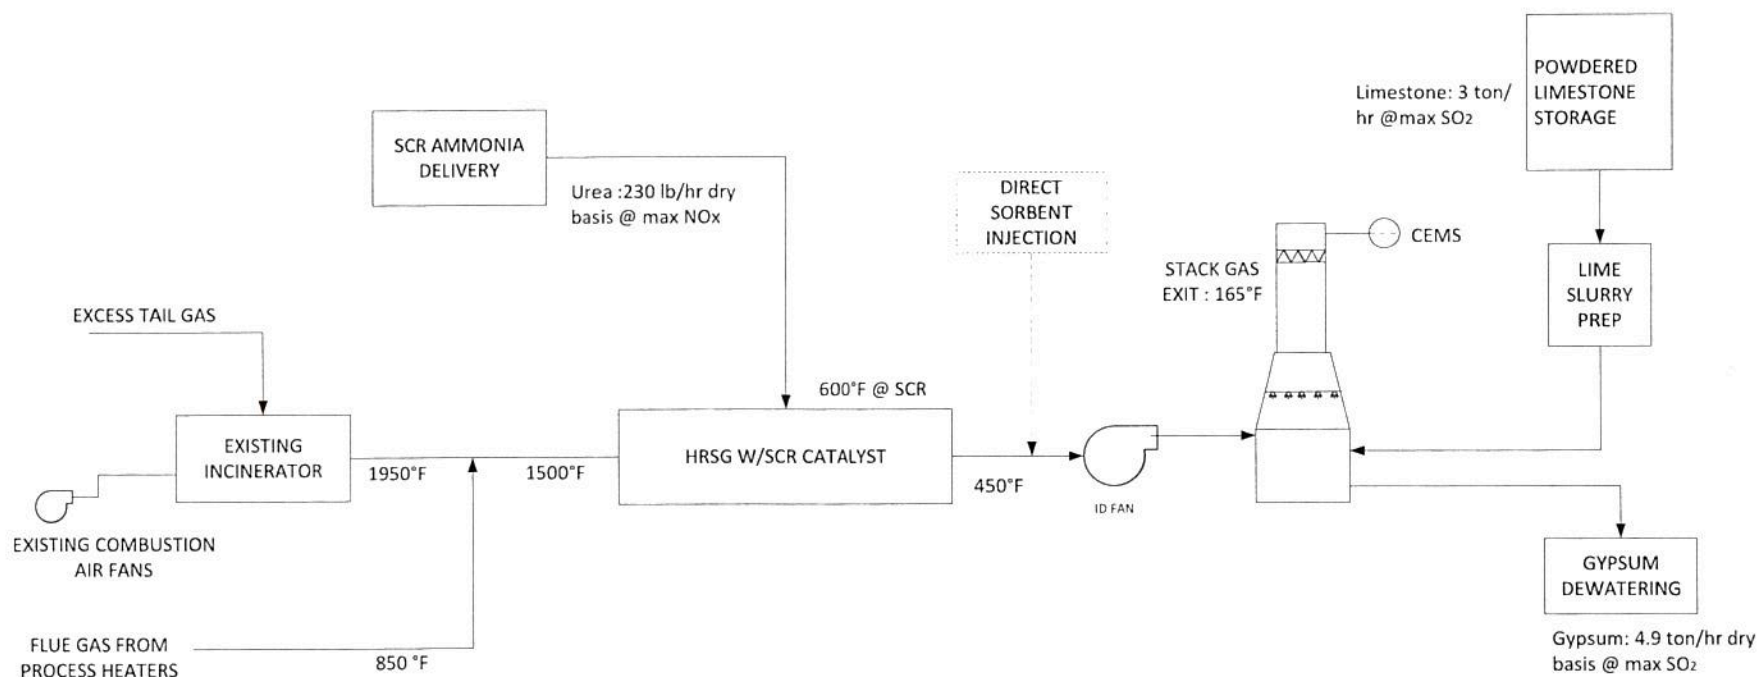 POWDERED
LIMESTONE
STORAGE
Limestone: 3 ton/
hr @max SO2
SCR AMMONIA
DELIVERY
Urea :230 lb/hr dry
basis @ max NOx
DIRECT
SORBENT
INJECTION
CEMS
STACK GAS
EXIT : 165°F
LIME
SLURRY
PREP
EXCESS TAIL GAS
600°F @ SCR
EXISTING
INCINERATOR
1950°F
1500°F
HRSG W/SCR CATALYST
450°F
ID FAN
EXISTING COMBUSTION
AIR FANS
GYPSUM
DEWATERING
FLUE GAS FROM
PROCESS HEATERS
850 °F
Gypsum: 4.9 ton/hr dry
basis @ max SO2